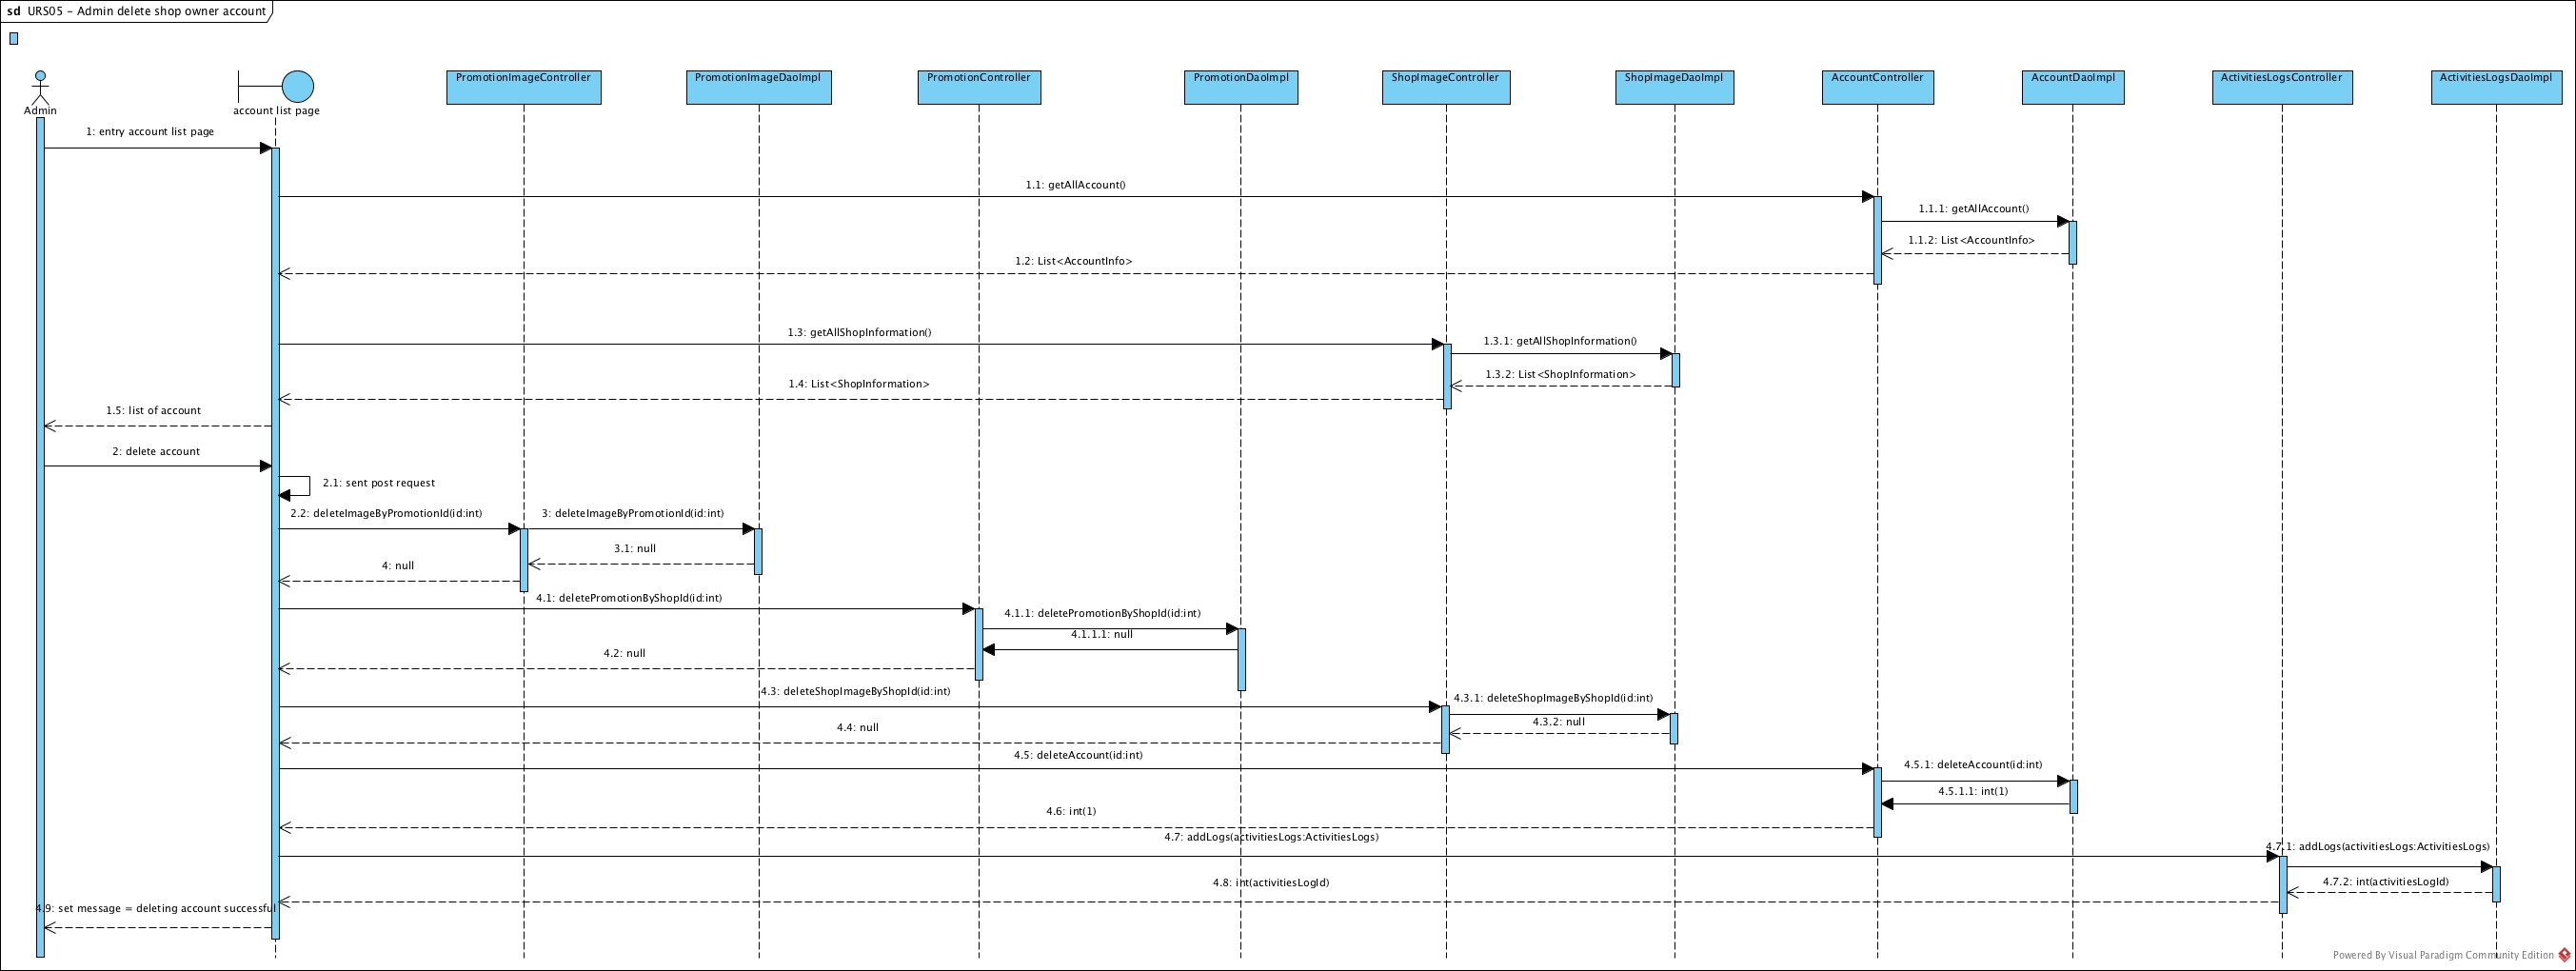 sd URS05 - Admin delete shop owner account
Admin
account list page
PromotionImageController
PromotionImageDaoImpl
PromotionController
PromotionDaoImpl
ShopImageController
ShopImageDaoImpl
AccountController
AccountDaoImpl
ActivitiesLogsController
ActivitiesLogsDaoImpl
1: entry account list page
1.1: getAllAccount()
1.1.1: getAllAccount()
1.1.2: List<AccountInfo>
1.2: List<AccountInfo>
1.3: getAllShopInformation()
1.3.1: getAllShopInformation()
1.3.2: List<ShopInformation>
1.4: List<ShopInformation>
1.5: list of account
2: delete account
2.1: sent post request
2.2: deleteImageByPromotionId(id:int)
3: deleteImageByPromotionId(id:int)
3.1: null
4: null
4.1: deletePromotionByShopId(id:int)
4.1.1: deletePromotionByShopId(id:int)
4.1.1.1: null
4.2: null
4.3: deleteShopImageByShopId(id:int)
4.3.1: deleteShopImageByShopId(id:int)
4.3.2: null
4.4: null
4.5: deleteAccount(id:int)
4.5.1: deleteAccount(id:int)
4.5.1.1: int(1)
4.6: int(1)
4.7: addLogs(activitiesLogs:ActivitiesLogs)
4.7.1: addLogs(activitiesLogs:ActivitiesLogs)
4.7.2: int(activitiesLogId)
4.8: int(activitiesLogId)
4.9: set message = deleting account successful
Powered By Visual Paradigm Community Edition